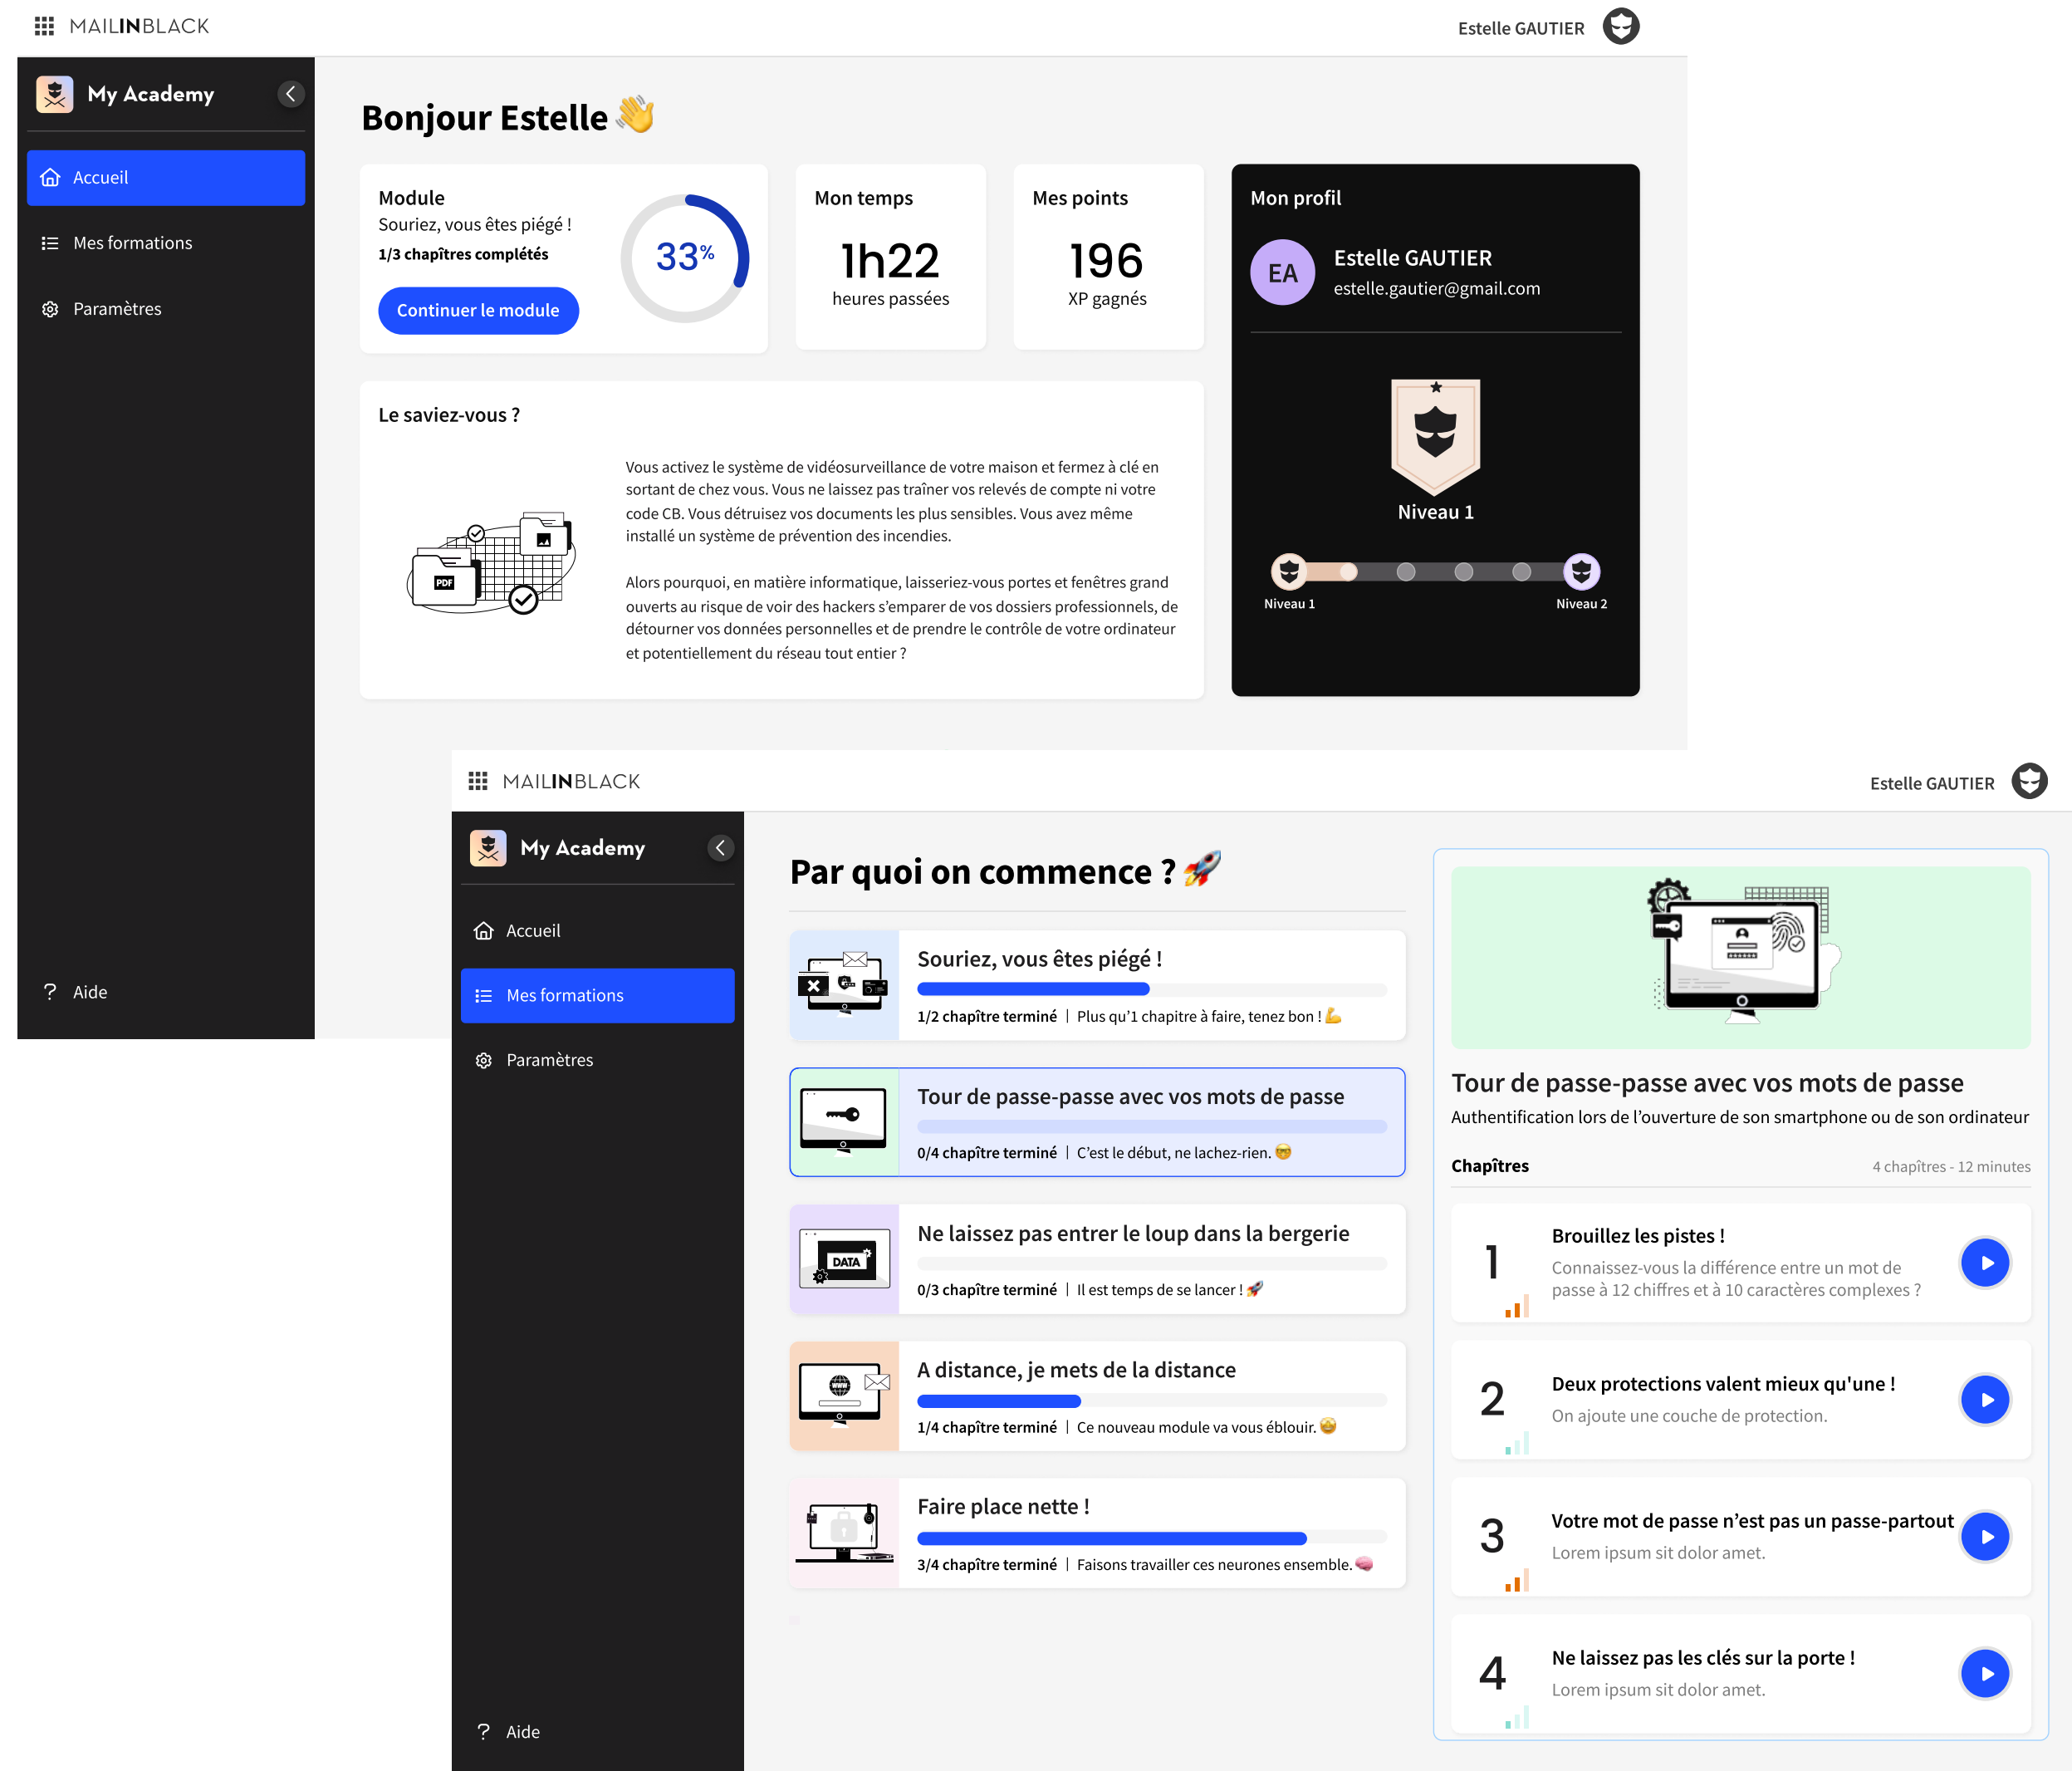 MAILINBLACK
Estelle GAUTIER
My Academy
Accueil
Mes formations
Paramètres
Aide
Bonjour Estelle 👋
Module
Souriez, vous êtes piégé !
1/3 chapîtres complétés
Continuer le module
33%
Mon temps
1h22
heures passées
Mes points
196
XP gagnés
Mon profil
EA
Estelle GAUTIER
estelle.gautier@gmail.com
Niveau 1
Niveau 1
Niveau 2
Le saviez-vous ?
PDF
Vous activez le système de vidéosurveillance de votre maison et fermez à clé en
sortant de chez vous. Vous ne laissez pas traîner vos relevés de compte ni votre
code CB. Vous détruisez vos documents les plus sensibles. Vous avez même
installé un système de prévention des incendies.
Alors pourquoi, en matière informatique, laisseriez-vous portes et fenêtres grand
ouverts au risque de voir des hackers s’emparer de vos dossiers professionnels, de
détourner vos données personnelles et de prendre le contrôle de votre ordinateur
et potentiellement du réseau tout entier ?
MAILINBLACK
Estelle GAUTIER
My Academy
Accueil
Mes formations
Paramètres
Aide
Par quoi on commence ? 🚀
Souriez, vous êtes piégé !
1/2 chapître terminé | Plus qu’1 chapitre à faire, tenez bon ! 💪
Tour de passe-passe avec vos mots de passe
0/4 chapître terminé | C’est le début, ne lachez-rien. 🤓
DATA
Ne laissez pas entrer le loup dans la bergerie
0/3 chapître terminé | Il est temps de se lancer ! 🚀
WWW
A distance, je mets de la distance
1/4 chapître terminé | Ce nouveau module va vous éblouir. 🤩
Faire place nette !
3/4 chapître terminé | Faisons travailler ces neurones ensemble. 🧠
Tour de passe-passe avec vos mots de passe
Authentification lors de l’ouverture de son smartphone ou de son ordinateur
Chapîtres
4 chapîtres - 12 minutes
1
Brouillez les pistes !
Connaissez-vous la différence entre un mot de
passe à 12 chiffres et à 10 caractères complexes ?
2
Deux protections valent mieux qu'une !
On ajoute une couche de protection.
3
Votre mot de passe n’est pas un passe-partout
Lorem ipsum sit dolor amet.
4
Ne laissez pas les clés sur la porte !
Lorem ipsum sit dolor amet.